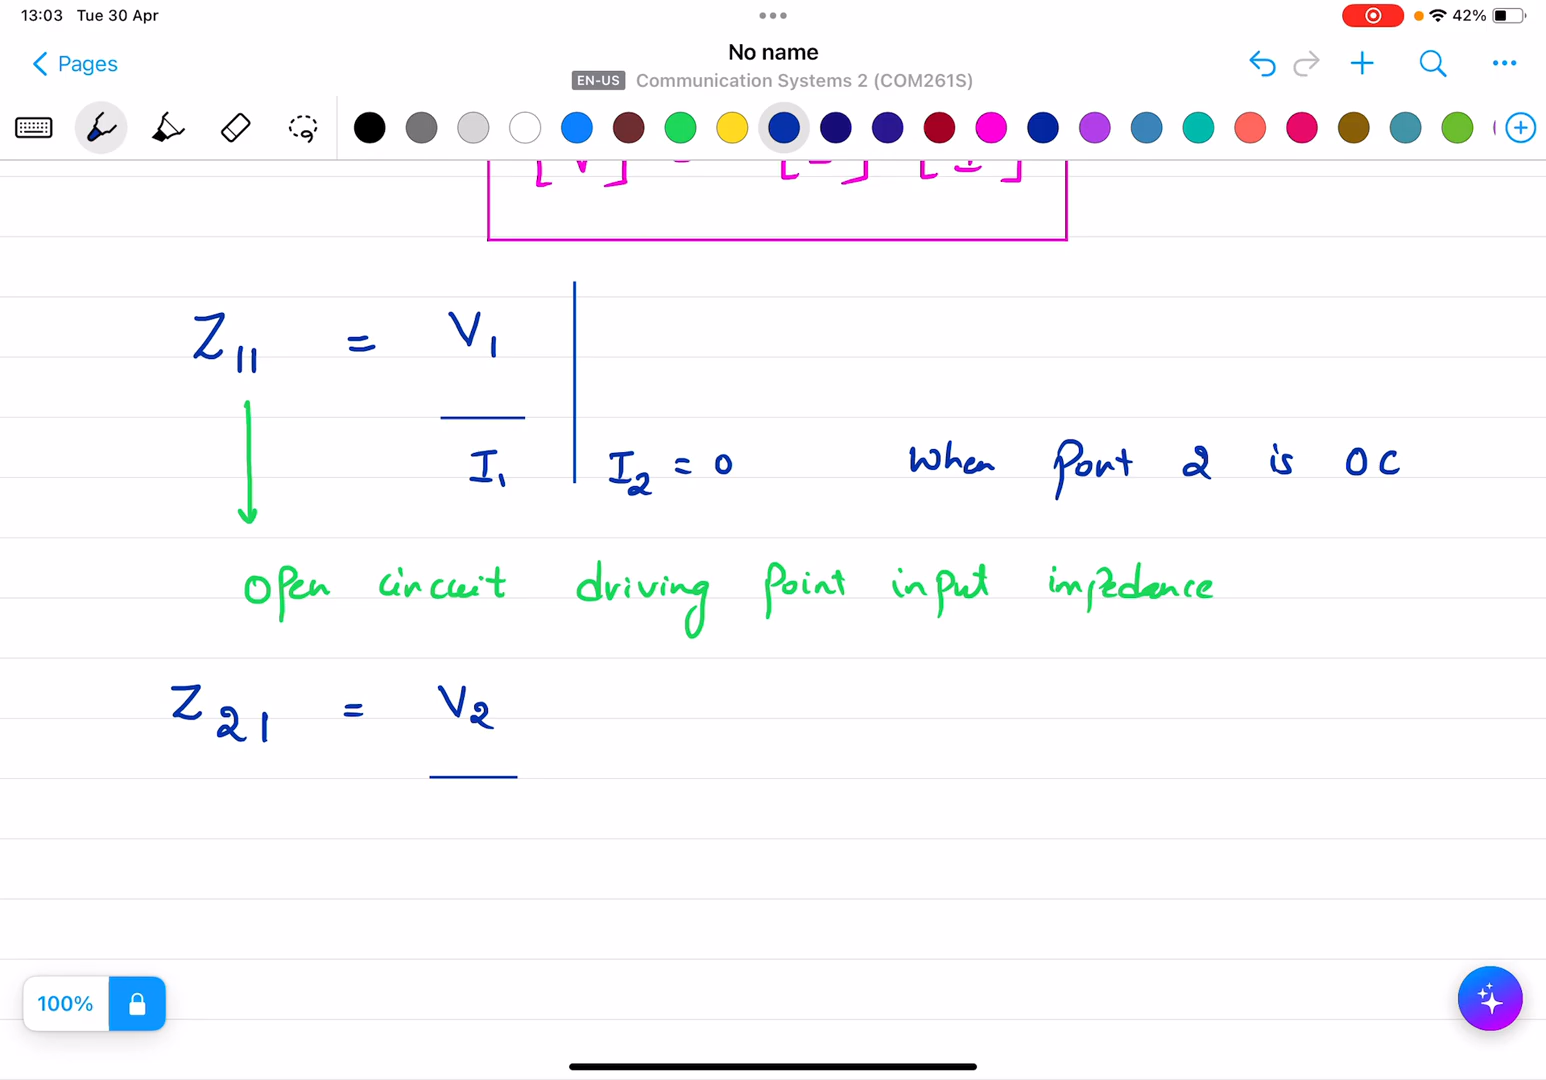 13:03 Tue 30 Apr
42%
Pages
No name
EN-US Communication Systems 2 (COM261S)
[V] = [Z] [I]
Z11 = V1
I1 I2 = 0 When Port 2 is OC
Open circuit driving point input impedance
Z21 = V2
100%